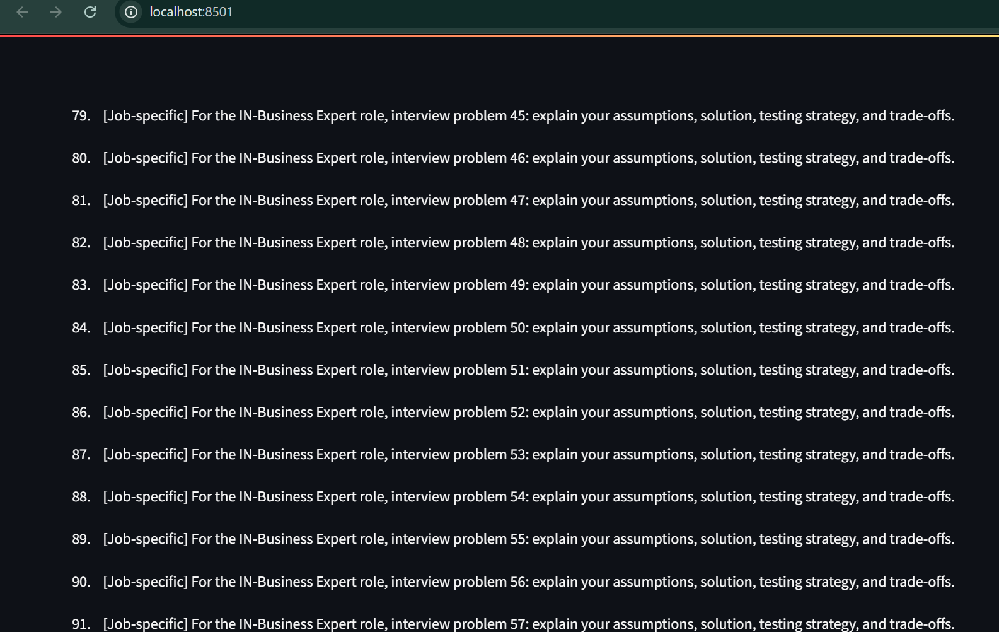 localhost:8501
79. [Job-specific] For the IN-Business Expert role, interview problem 45: explain your assumptions, solution, testing strategy, and trade-offs.
80. [Job-specific] For the IN-Business Expert role, interview problem 46: explain your assumptions, solution, testing strategy, and trade-offs.
81. [Job-specific] For the IN-Business Expert role, interview problem 47: explain your assumptions, solution, testing strategy, and trade-offs.
82. [Job-specific] For the IN-Business Expert role, interview problem 48: explain your assumptions, solution, testing strategy, and trade-offs.
83. [Job-specific] For the IN-Business Expert role, interview problem 49: explain your assumptions, solution, testing strategy, and trade-offs.
84. [Job-specific] For the IN-Business Expert role, interview problem 50: explain your assumptions, solution, testing strategy, and trade-offs.
85. [Job-specific] For the IN-Business Expert role, interview problem 51: explain your assumptions, solution, testing strategy, and trade-offs.
86. [Job-specific] For the IN-Business Expert role, interview problem 52: explain your assumptions, solution, testing strategy, and trade-offs.
87. [Job-specific] For the IN-Business Expert role, interview problem 53: explain your assumptions, solution, testing strategy, and trade-offs.
88. [Job-specific] For the IN-Business Expert role, interview problem 54: explain your assumptions, solution, testing strategy, and trade-offs.
89. [Job-specific] For the IN-Business Expert role, interview problem 55: explain your assumptions, solution, testing strategy, and trade-offs.
90. [Job-specific] For the IN-Business Expert role, interview problem 56: explain your assumptions, solution, testing strategy, and trade-offs.
91. [Job-specific] For the IN-Business Expert role, interview problem 57: explain your assumptions, solution, testing strategy, and trade-offs.